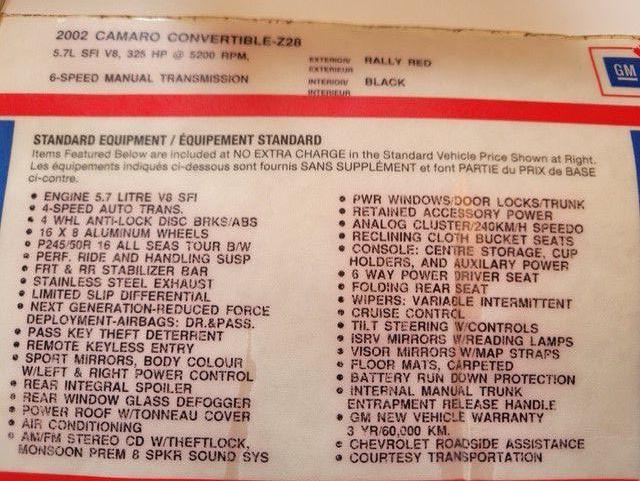 2002 CAMARO CONVERTIBLE-Z28
5.7L SFI V8, 325 HP @ 5200 RPM,
6-SPEED MANUAL TRANSMISSION
EXTERIOR/ RALLY RED
EXTERIEUR
INTERIOR/ BLACK
INTERIEUR
GM
STANDARD EQUIPMENT / ÉQUIPEMENT STANDARD
Items Featured Below are included at NO EXTRA CHARGE in the Standard Vehicle Price Shown at Right.
Les équipements indiqués ci-dessous sont fournis SANS SUPPLÉMENT et font PARTIE du PRIX de BASE
ci-contre.
• ENGINE 5.7 LITRE V8 SFI
• 4-SPEED AUTO TRANS.
• 4 WHL ANTI-LOCK DISC BRKS/ABS
• 16 X 8 ALUMINUM WHEELS
• P245/50R 16 ALL SEAS TOUR B/W
• PERF. RIDE AND HANDLING SUSP
• FRT & RR STABILIZER BAR
• STAINLESS STEEL EXHAUST
• LIMITED SLIP DIFFERENTIAL
• NEXT GENERATION-REDUCED FORCE
DEPLOYMENT-AIRBAGS: DR.&PASS.
• PASS KEY THEFT DETERRENT
• REMOTE KEYLESS ENTRY
• SPORT MIRRORS, BODY COLOUR
W/LEFT & RIGHT POWER CONTROL
• REAR INTEGRAL SPOILER
• REAR WINDOW GLASS DEFOGGER
• POWER ROOF W/TONNEAU COVER
• AIR CONDITIONING
• AM/FM STEREO CD W/THEFTLOCK,
MONSOON PREM 8 SPKR SOUND SYS
• PWR WINDOWS/DOOR LOCKS/TRUNK
• RETAINED ACCESSORY POWER
• ANALOG CLUSTER/240KM/H SPEEDO
• RECLINING CLOTH BUCKET SEATS
• CONSOLE: CENTRE STORAGE, CUP
HOLDERS, AND AUXILARY POWER
• 6 WAY POWER DRIVER SEAT
• FOLDING REAR SEAT
• WIPERS: VARIABLE INTERMITTENT
• CRUISE CONTROL
• TILT STEERING W/CONTROLS
• ISRV MIRRORS W/READING LAMPS
• VISOR MIRRORS W/MAP STRAPS
• FLOOR MATS, CARPETED
• BATTERY RUN DOWN PROTECTION
• INTERNAL MANUAL TRUNK
ENTRAPMENT RELEASE HANDLE
• GM NEW VEHICLE WARRANTY
3 YR/60,000 KM.
• CHEVROLET ROADSIDE ASSISTANCE
• COURTESY TRANSPORTATION